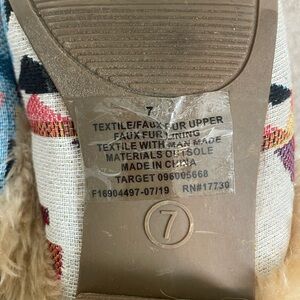 7
TEXTILE/FAUX FUR UPPER
FAUX FUR LINING
TEXTILE WITH MAN MADE
MATERIALS OUTSOLE
MADE IN CHINA
TARGET 096005668
F16904497-07/19 RN#17730
7